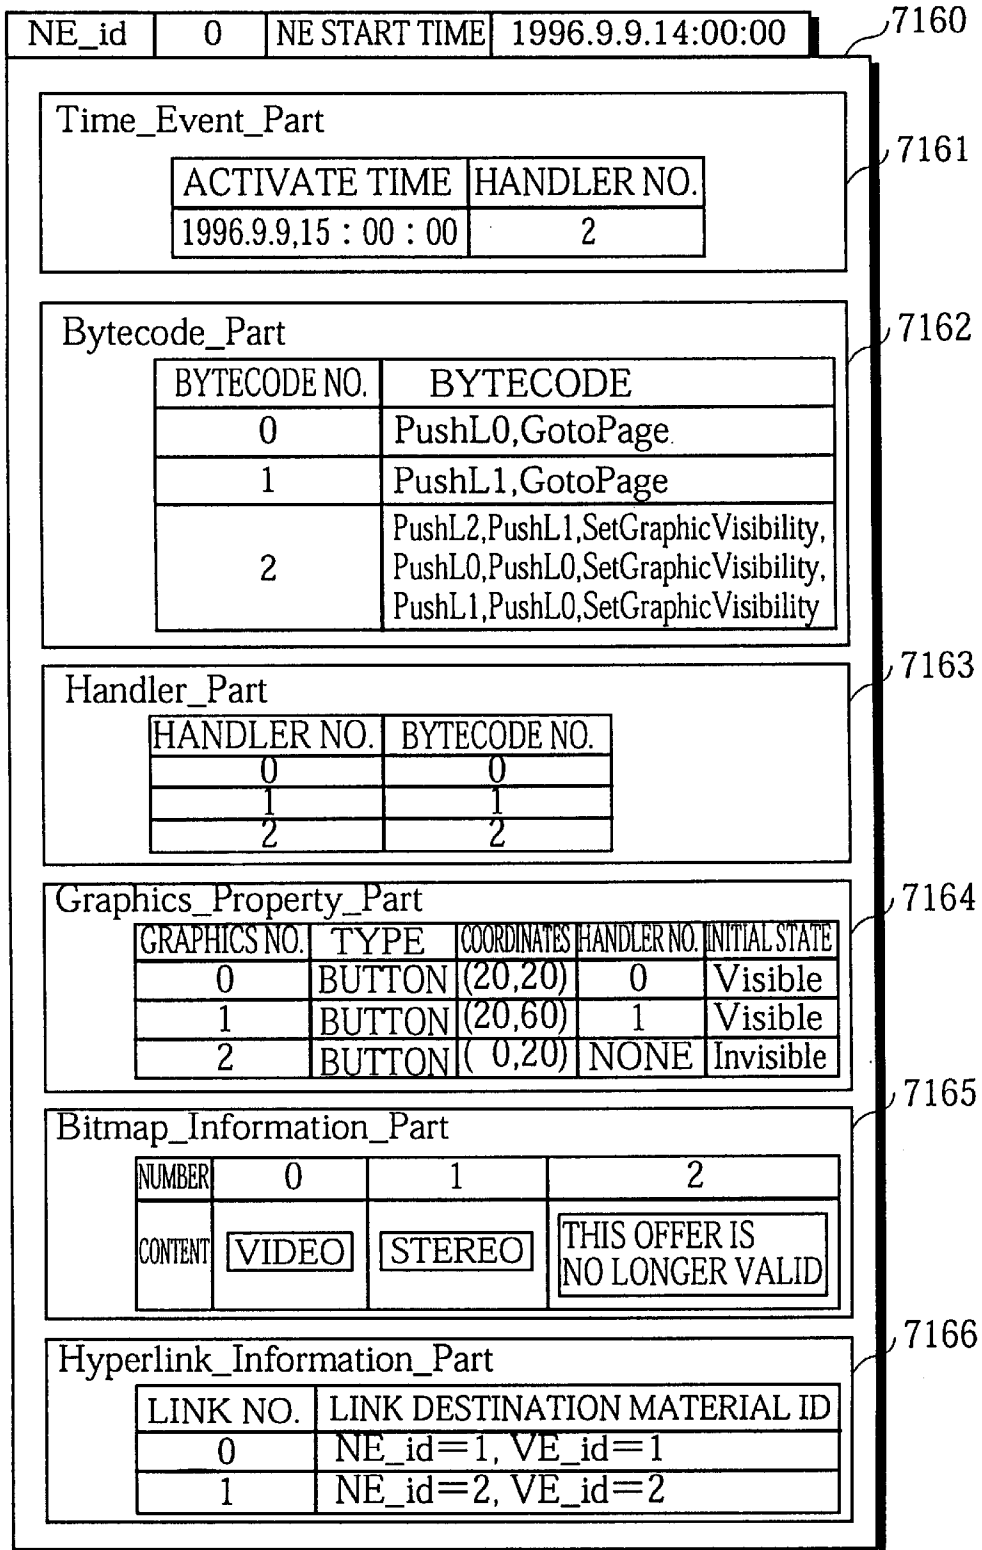 NE_id 0 NE START TIME 1996.9.9.14:00:00
7160
Time_Event_Part
7161
ACTIVATE TIME HANDLER NO.
1996.9.9,15 : 00 : 00 2
Bytecode_Part
7162
BYTECODE NO. BYTECODE
0 PushL0,GotoPage
1 PushL1,GotoPage
2 PushL2,PushL1,SetGraphicVisibility,
PushL0,PushL0,SetGraphicVisibility,
PushL1,PushL0,SetGraphicVisibility
7163
Handler_Part
HANDLER NO. BYTECODE NO.
0 0
1 1
2 2
Graphics_Property_Part
7164
GRAPHICS NO. TYPE COORDINATES HANDLER NO. INITIAL STATE
0 BUTTON (20,20) 0 Visible
1 BUTTON (20,60) 1 Visible
2 BUTTON ( 0,20) NONE Invisible
7165
Bitmap_Information_Part
NUMBER 0 1 2
CONTENT VIDEO STEREO THIS OFFER IS
NO LONGER VALID
7166
Hyperlink_Information_Part
LINK NO. LINK DESTINATION MATERIAL ID
0 NE_id=1, VE_id=1
1 NE_id=2, VE_id=2